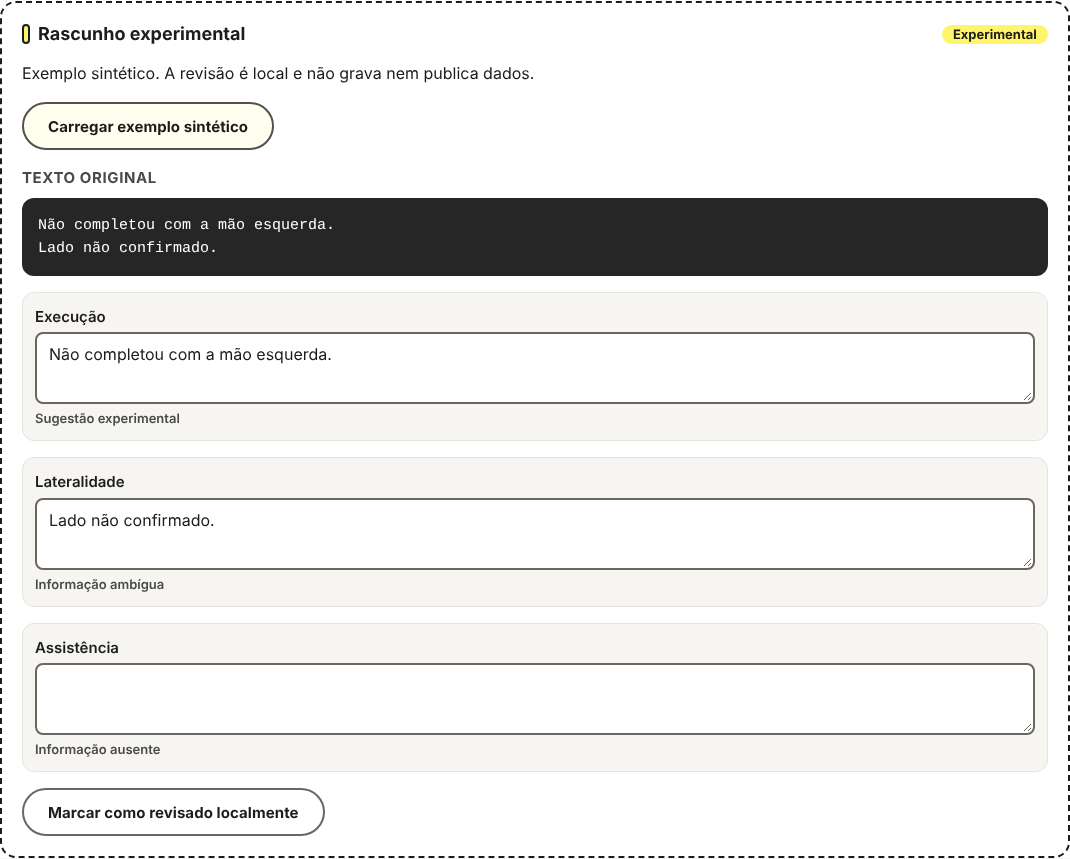 Rascunho experimental
Experimental
Exemplo sintético. A revisão é local e não grava nem publica dados.
Carregar exemplo sintético
TEXTO ORIGINAL
Não completou com a mão esquerda.
Lado não confirmado.
Execução
Não completou com a mão esquerda.
Sugestão experimental
Lateralidade
Lado não confirmado.
Informação ambígua
Assistência
Informação ausente
Marcar como revisado localmente